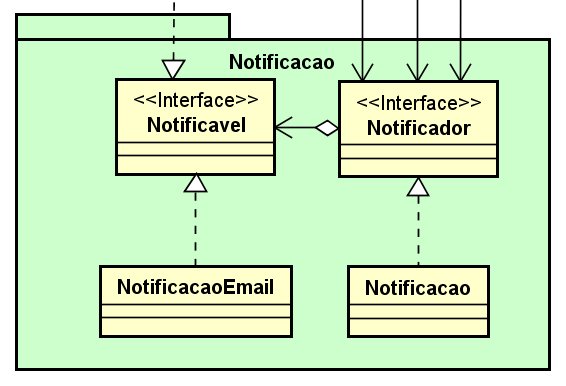 Notificacao
<<Interface>>
Notificavel
<<Interface>>
Notificador
NotificacaoEmail
Notificacao